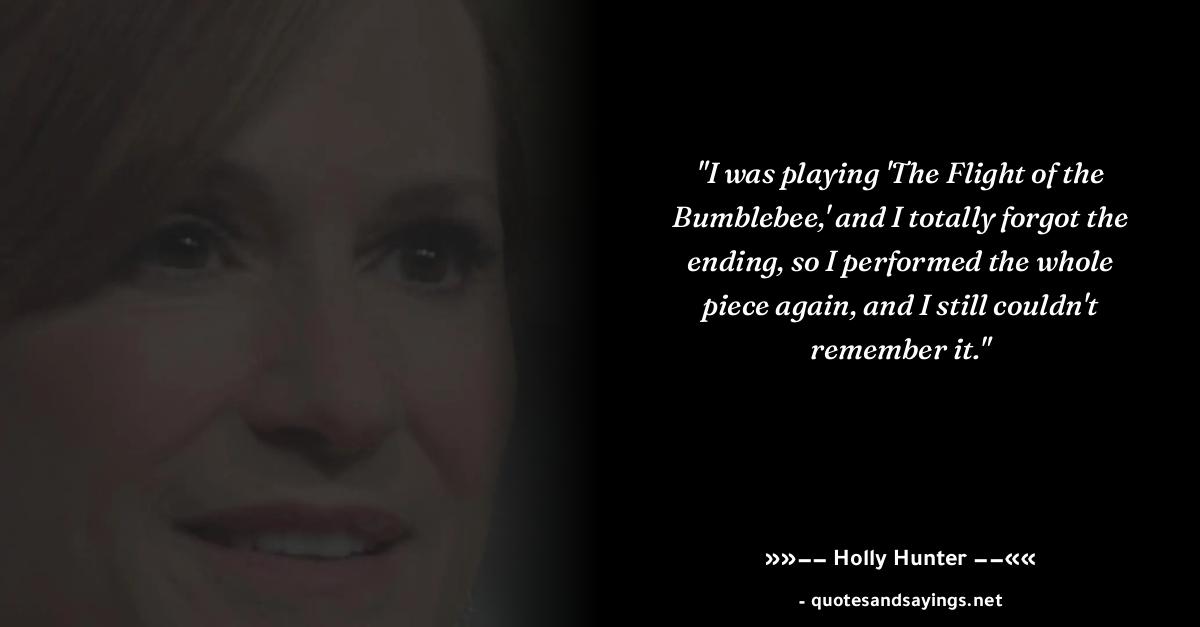 "I was playing 'The Flight of the
Bumblebee,' and I totally forgot the
ending, so I performed the whole
piece again, and I still couldn't
remember it."
»»−− Holly Hunter −−««
- quotesandsayings.net